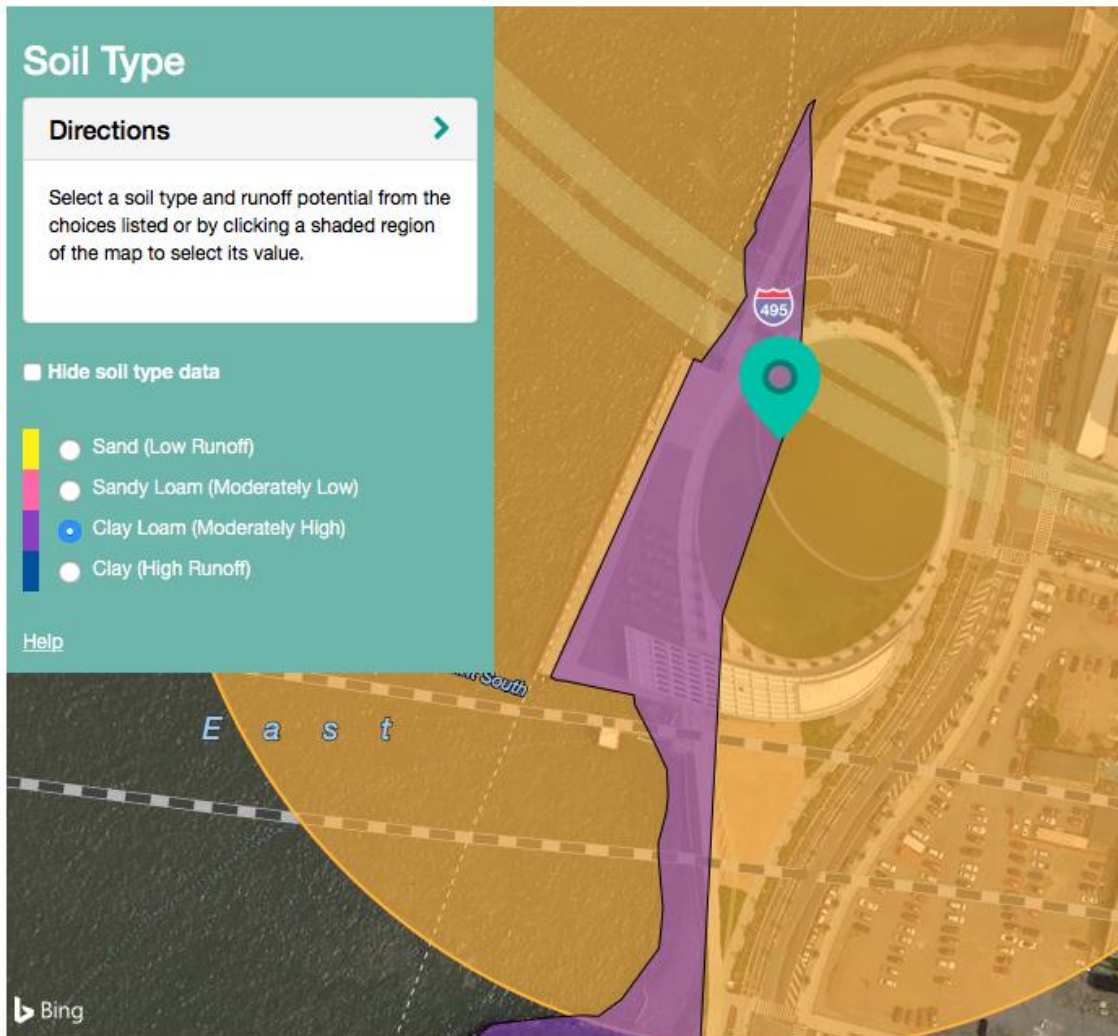 Soil Type
Directions
Select a soil type and runoff potential from the
choices listed or by clicking a shaded region
of the map to select its value.
Hide soil type data
Sand (Low Runoff)
Sandy Loam (Moderately Low)
Clay Loam (Moderately High)
Clay (High Runoff)
Help
495
South
East
Bing